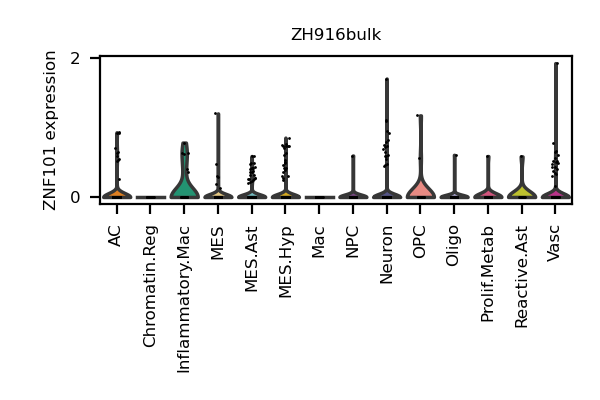 ZH916bulk
ZNF101 expression
2
0
AC
Chromatin.Reg
Inflammatory.Mac
MES
MES.Ast
MES.Hyp
Mac
NPC
Neuron
OPC
Oligo
Prolif.Metab
Reactive.Ast
Vasc